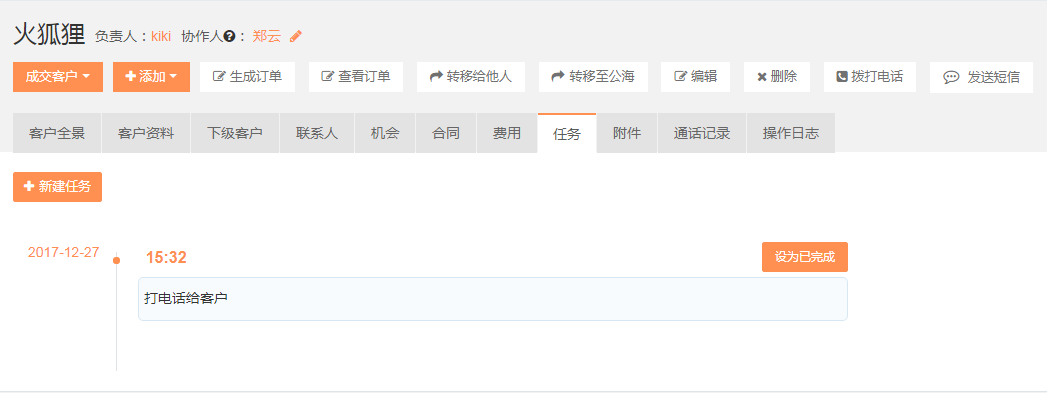 火狐狸 负责人：kiki 协作人?： 郑云
成交客户 添加 生成订单 查看订单 转移给他人 转移至公海 编辑 删除 拨打电话 发送短信
客户全景 客户资料 下级客户 联系人 机会 合同 费用 任务 附件 通话记录 操作日志
新建任务
2017-12-27 15:32 设为已完成
打电话给客户